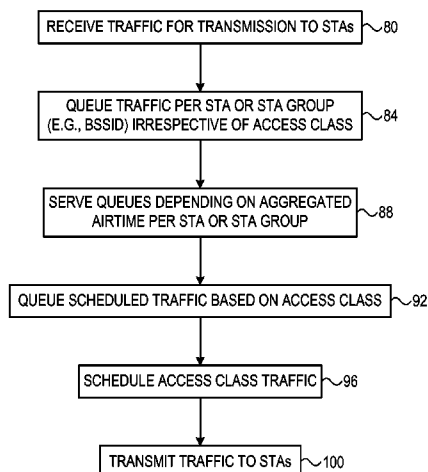 RECEIVE TRAFFIC FOR TRANSMISSION TO STAs
80
QUEUE TRAFFIC PER STA OR STA GROUP
(E.G., BSSID) IRRESPECTIVE OF ACCESS CLASS
84
SERVE QUEUES DEPENDING ON AGGREGATED
AIRTIME PER STA OR STA GROUP
88
QUEUE SCHEDULED TRAFFIC BASED ON ACCESS CLASS
92
SCHEDULE ACCESS CLASS TRAFFIC
96
TRANSMIT TRAFFIC TO STAs
100